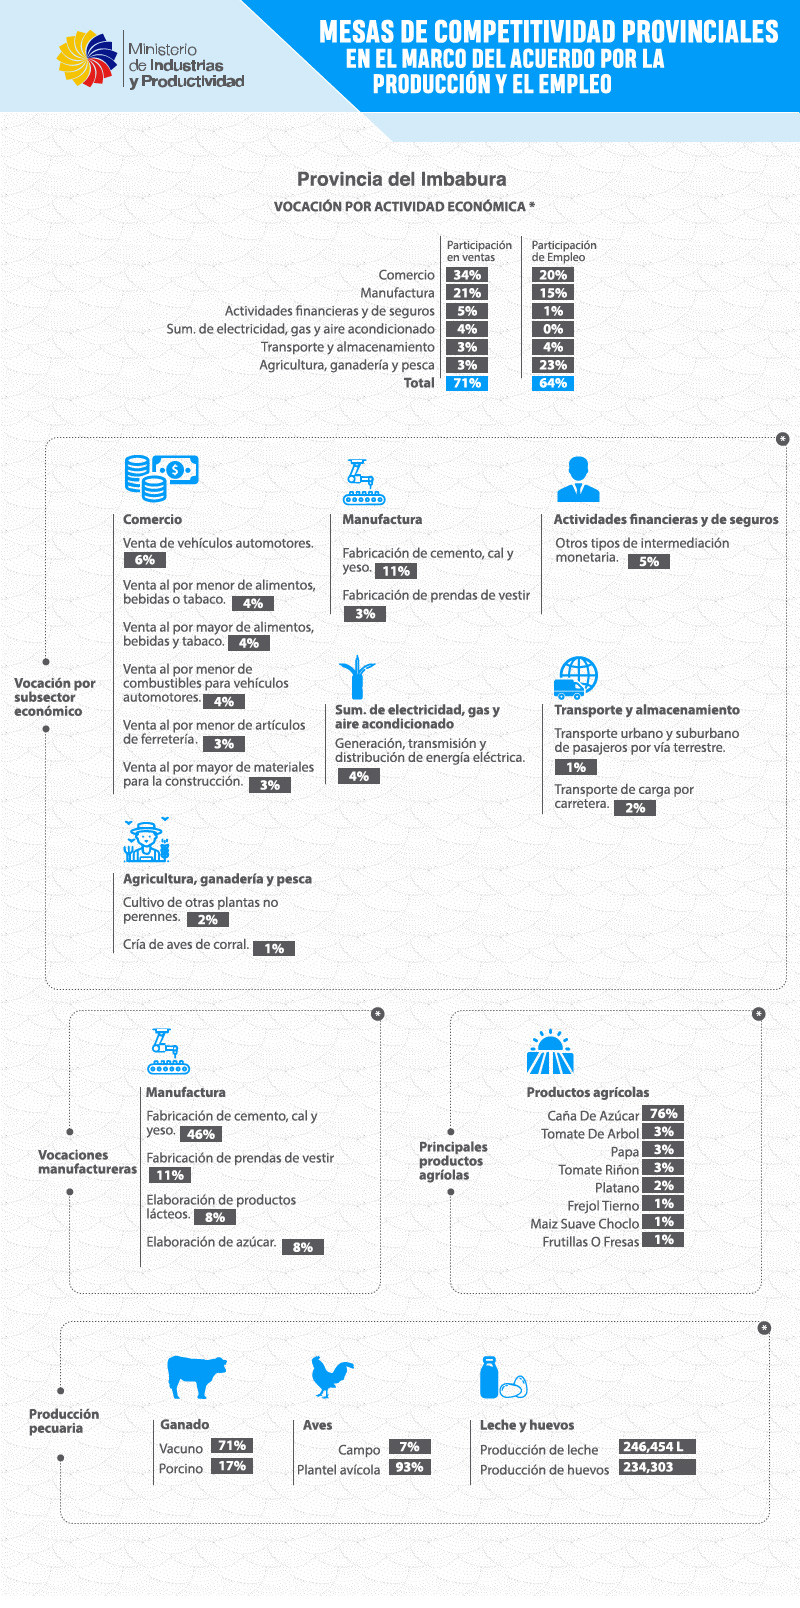 Ministerio
de Industrias
y Productividad
MESAS DE COMPETITIVIDAD PROVINCIALES
EN EL MARCO DEL ACUERDO POR LA
PRODUCCIÓN Y EL EMPLEO
Provincia del Imbabura
VOCACIÓN POR ACTIVIDAD ECONÓMICA *
Participación en ventas
Participación de Empleo
Comercio 34% 20%
Manufactura 21% 15%
Actividades financieras y de seguros 5% 1%
Sum. de electricidad, gas y aire acondicionado 4% 0%
Transporte y almacenamiento 3% 4%
Agricultura, ganadería y pesca 3% 23%
Total 71% 64%
*
Vocación por
subsector
económico
Comercio
Venta de vehículos automotores.
6%
Venta al por menor de alimentos,
bebidas o tabaco. 4%
Venta al por mayor de alimentos,
bebidas y tabaco. 4%
Venta al por menor de
combustibles para vehículos
automotores. 4%
Venta al por menor de artículos
de ferretería. 3%
Venta al por mayor de materiales
para la construcción. 3%
Manufactura
Fabricación de cemento, cal y
yeso. 11%
Fabricación de prendas de vestir
3%
Actividades financieras y de seguros
Otros tipos de intermediación
monetaria. 5%
Sum. de electricidad, gas y
aire acondicionado
Generación, transmisión y
distribución de energía eléctrica.
4%
Transporte y almacenamiento
Transporte urbano y suburbano
de pasajeros por vía terrestre.
1%
Transporte de carga por
carretera. 2%
Agricultura, ganadería y pesca
Cultivo de otras plantas no
perennes. 2%
Cría de aves de corral. 1%
*
Vocaciones
manufactureras
Manufactura
Fabricación de cemento, cal y
yeso. 46%
Fabricación de prendas de vestir
11%
Elaboración de productos
lácteos. 8%
Elaboración de azúcar. 8%
*
Principales
productos
agríolas
Productos agrícolas
Caña De Azúcar 76%
Tomate De Arbol 3%
Papa 3%
Tomate Riñon 3%
Platano 2%
Frejol Tierno 1%
Maiz Suave Choclo 1%
Frutillas O Fresas 1%
*
Producción
pecuaria
Ganado
Vacuno 71%
Porcino 17%
Aves
Campo 7%
Plantel avícola 93%
Leche y huevos
Producción de leche 246,454 L
Producción de huevos 234,303